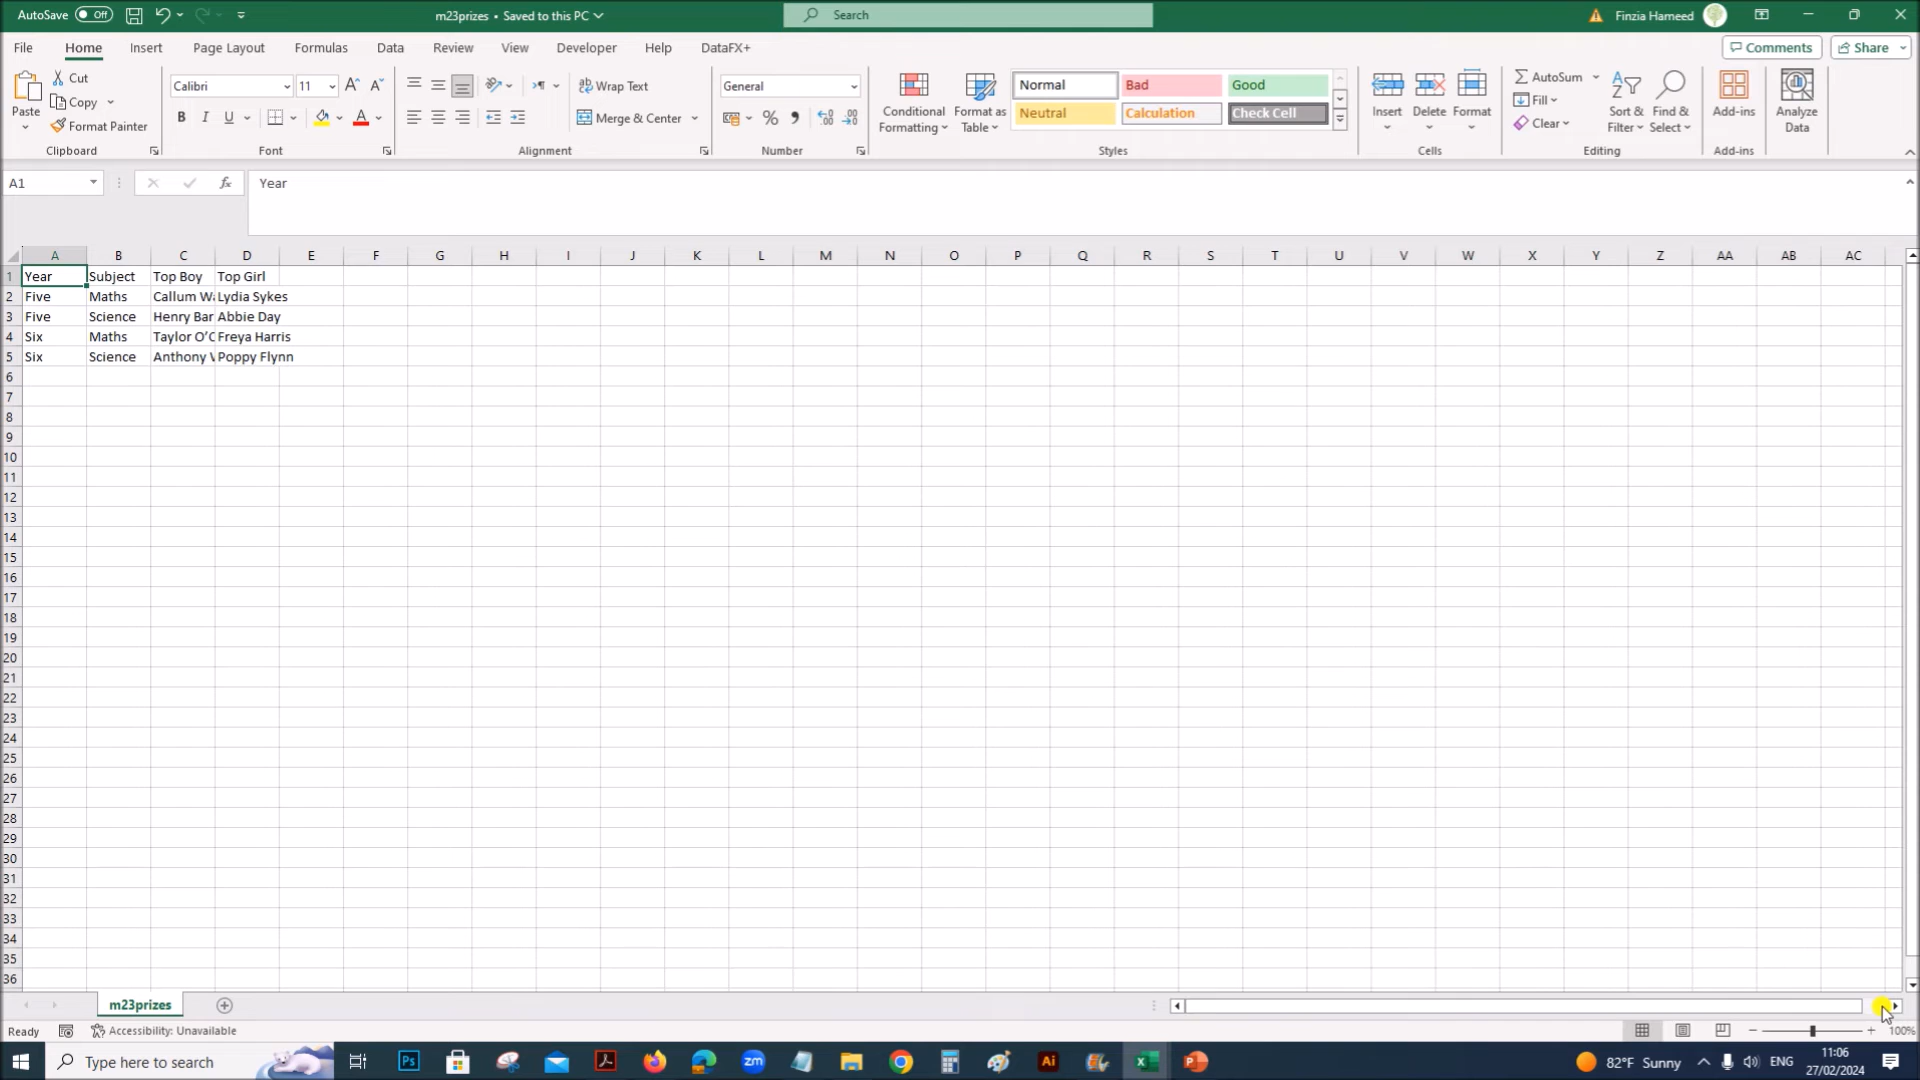 AutoSave Off m23prizes • Saved to this PC Search Finzia Hameed
File Home Insert Page Layout Formulas Data Review View Developer Help DataFX+ Comments Share
Paste Cut Copy Format Painter Clipboard
Calibri 11 B I U Font
Wrap Text Merge & Center Alignment
General % Number
Conditional Formatting Format as Table Normal Bad Good Neutral Calculation Check Cell Styles
Insert Delete Format Cells
AutoSum Fill Clear Sort & Filter Find & Select Editing
Add-ins Add-ins
Analyze Data
A1 fx Year
A B C D E F G H I J K L M N O P Q R S T U V W X Y Z AA AB AC
1 Year Subject Top Boy Top Girl
2 Five Maths Callum Lydia Sykes
3 Five Science Henry Bar Abbie Day
4 Six Maths Taylor Freya Harris
5 Six Science Anthony Poppy Flynn
6
7
8
9
10
11
12
13
14
15
16
17
18
19
20
21
22
23
24
25
26
27
28
29
30
31
32
33
34
35
36
m23prizes
Ready Accessibility: Unavailable 100%
Type here to search Ps zm Ai 82°F Sunny ENG 11:06
27/02/2024